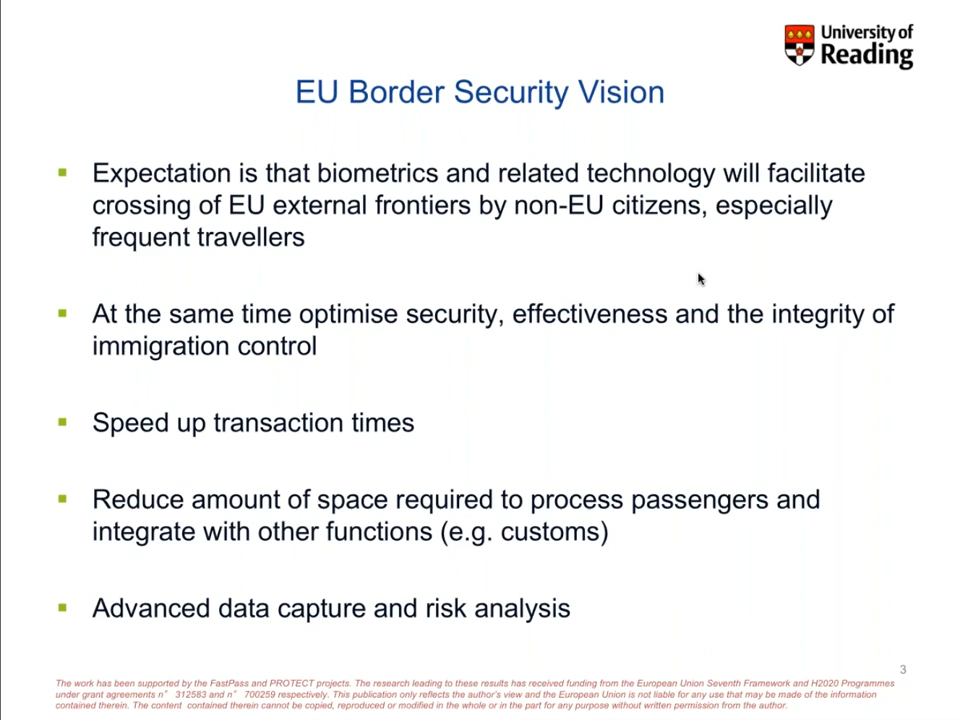 University of
Reading
EU Border Security Vision
▪ Expectation is that biometrics and related technology will facilitate
crossing of EU external frontiers by non-EU citizens, especially
frequent travellers
▪ At the same time optimise security, effectiveness and the integrity of
immigration control
▪ Speed up transaction times
▪ Reduce amount of space required to process passengers and
integrate with other functions (e.g. customs)
▪ Advanced data capture and risk analysis
3
The work has been supported by the FastPass and PROTECT projects. The research leading to these results has received funding from the European Union Seventh Framework and H2020 Programmes
under grant agreements n° 312583 and n° 700259 respectively. This publication only reflects the author's view and the European Union is not liable for any use that may be made of the information
contained therein. The content contained therein cannot be copied, reproduced or modified in the whole or in the part for any purpose without written permission from the author.